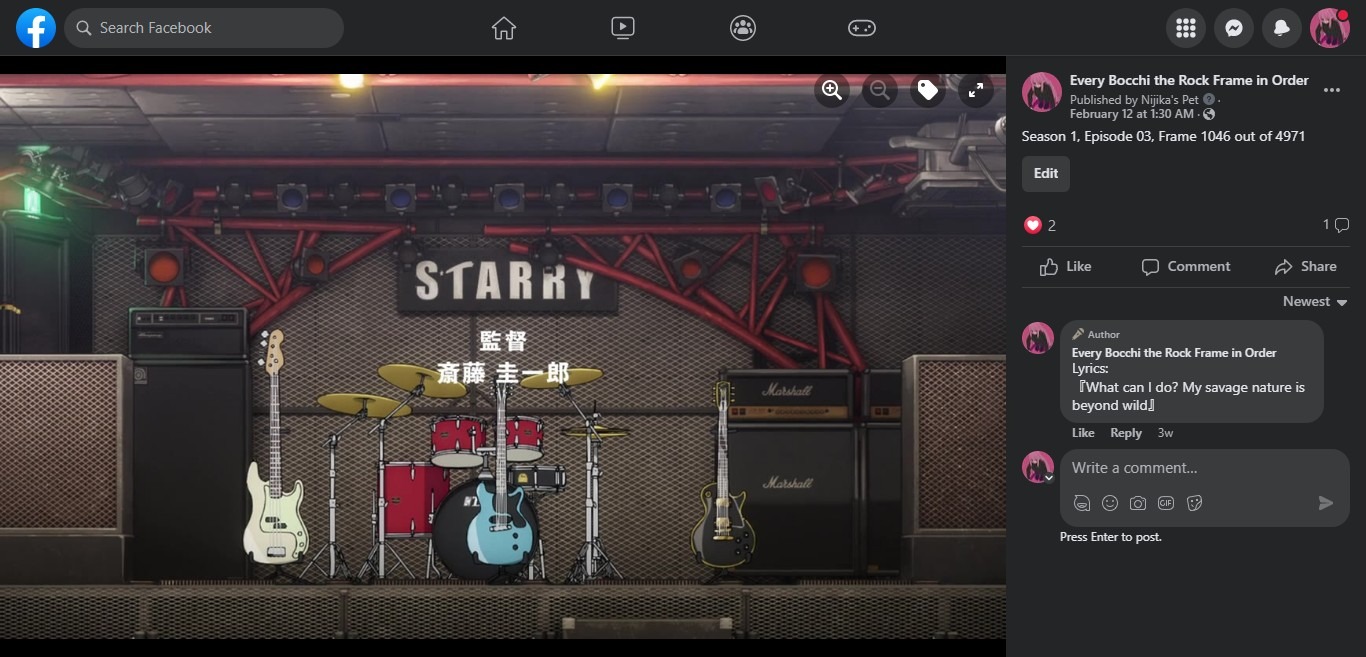 Search Facebook
STARRY
監督
斎藤 圭一郎
Marshall
Marshall
Every Bocchi the Rock Frame in Order
Published by Nijika's Pet ·
February 12 at 1:30 AM ·
Season 1, Episode 03, Frame 1046 out of 4971
Edit
2
1
Like
Comment
Share
Newest
Author
Every Bocchi the Rock Frame in Order
Lyrics:
『What can I do? My savage nature is
beyond wild』
Like Reply 3w
Write a comment...
GIF
Press Enter to post.